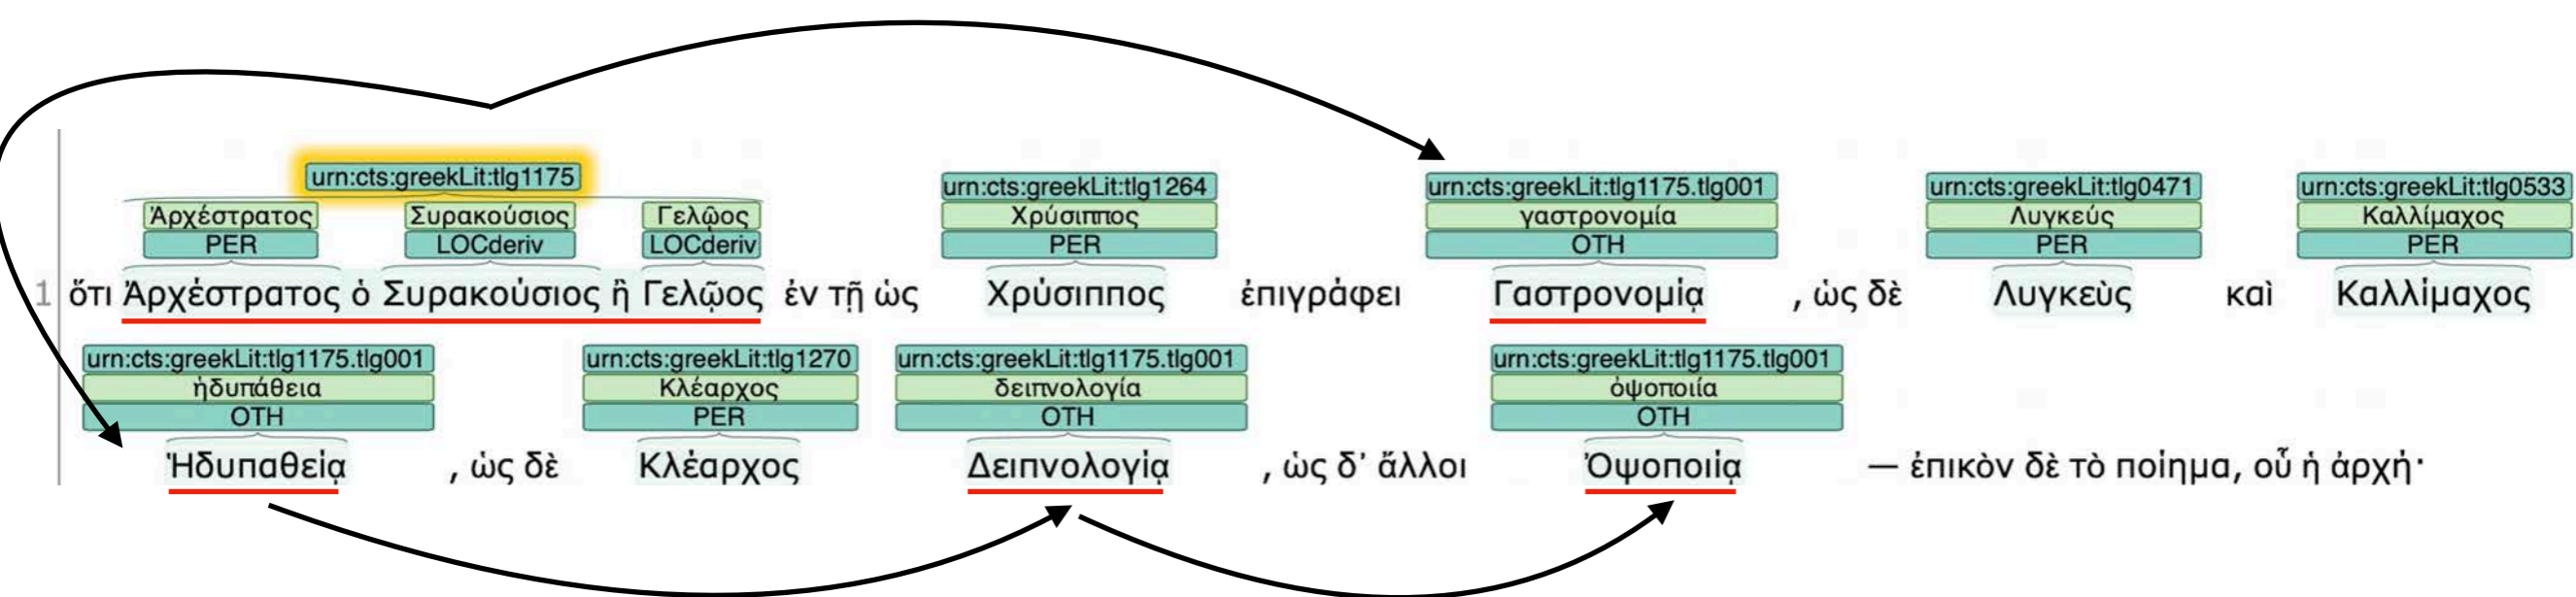 urn:cts:greekLit:tlg1175
urn:cts:greekLit:tlg1264 urn:cts:greekLit:tlg1175.tlg001 urn:cts:greekLit:tlg0471 urn:cts:greekLit:tlg0533
Ἀρχέστρατος Συρακούσιος Γελῷος Χρύσιππος γαστρονομία Λυγκεύς Καλλίμαχος
PER LOCderiv LOCderiv PER OTH PER PER
1 ὅτι Ἀρχέστρατος ὁ Συρακούσιος ἢ Γελῷος ἐν τῇ ὡς Χρύσιππος ἐπιγράφει Γαστρονομίᾳ , ὡς δὲ Λυγκεὺς καὶ Καλλίμαχος
urn:cts:greekLit:tlg1175.tlg001 urn:cts:greekLit:tlg1270 urn:cts:greekLit:tlg1175.tlg001 urn:cts:greekLit:tlg1175.tlg001
ἡδυπάθεια Κλέαρχος δειπνολογία ὀψοποιία
OTH PER OTH OTH
Ἡδυπαθείᾳ , ὡς δὲ Κλέαρχος Δειπνολογίᾳ , ὡς δ᾽ ἄλλοι Ὀψοποιίᾳ — ἐπικὸν δὲ τὸ ποίημα, οὗ ἡ ἀρχή·